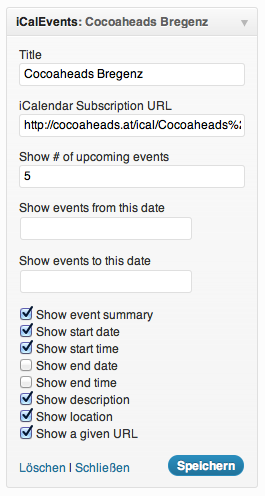 iCalEvents: Cocoaheads Bregenz
Title
Cocoaheads Bregenz
iCalendar Subscription URL
http://cocoaheads.at/ical/Cocoaheads%2
Show # of upcoming events
5
Show events from this date
Show events to this date
Show event summary
Show start date
Show start time
Show end date
Show end time
Show description
Show location
Show a given URL
Löschen | Schließen
Speichern